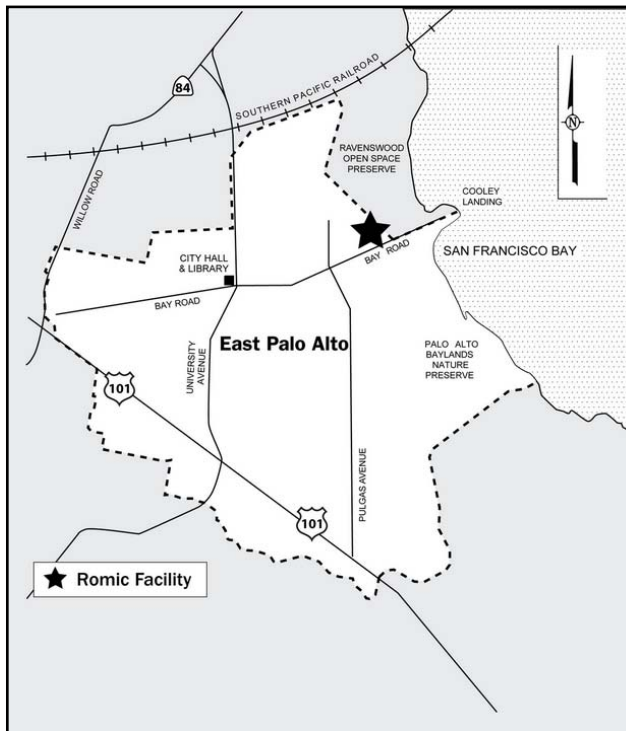 84
SOUTHERN PACIFIC RAILROAD
N
RAVENSWOOD
OPEN SPACE
PRESERVE
WILLOW ROAD
COOLEY
LANDING
CITY HALL
& LIBRARY
BAY ROAD
SAN FRANCISCO BAY
BAY ROAD
East Palo Alto
UNIVERSITY
AVENUE
PALO ALTO
BAYLANDS
NATURE
PRESERVE
101
PULGAS AVENUE
101
Romic Facility